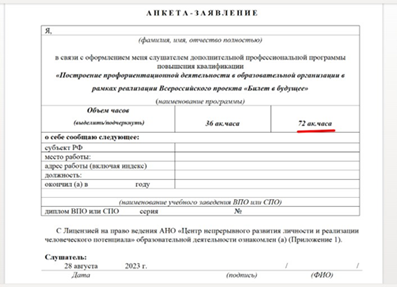 АНКЕТА-ЗАЯВЛЕНИЕ
Я,
(фамилия, имя, отчество полностью)
в связи с оформлением меня слушателем дополнительной профессиональной программы
повышения квалификации
«Построение профориентационной деятельности в образовательной организации в
рамках реализации Всероссийского проекта «Билет в будущее»
(наименование программы)
Объем часов
(выделить/подчеркнуть)
36 ак.часа
72 ак.часа
о себе сообщаю следующее:
субъект РФ
место работы:
адрес работы (включая индекс)
должность:
окончил (а) в году
(наименование учебного заведения ВПО или СПО)
диплом ВПО или СПО серия №
С Лицензией на право ведения АНО «Центр непрерывного развития личности и реализации
человеческого потенциала» образовательной деятельности ознакомлен (а) (Приложение 1).
Слушатель:
28 августа 2023 г. / /
Дата (подпись) (ФИО)